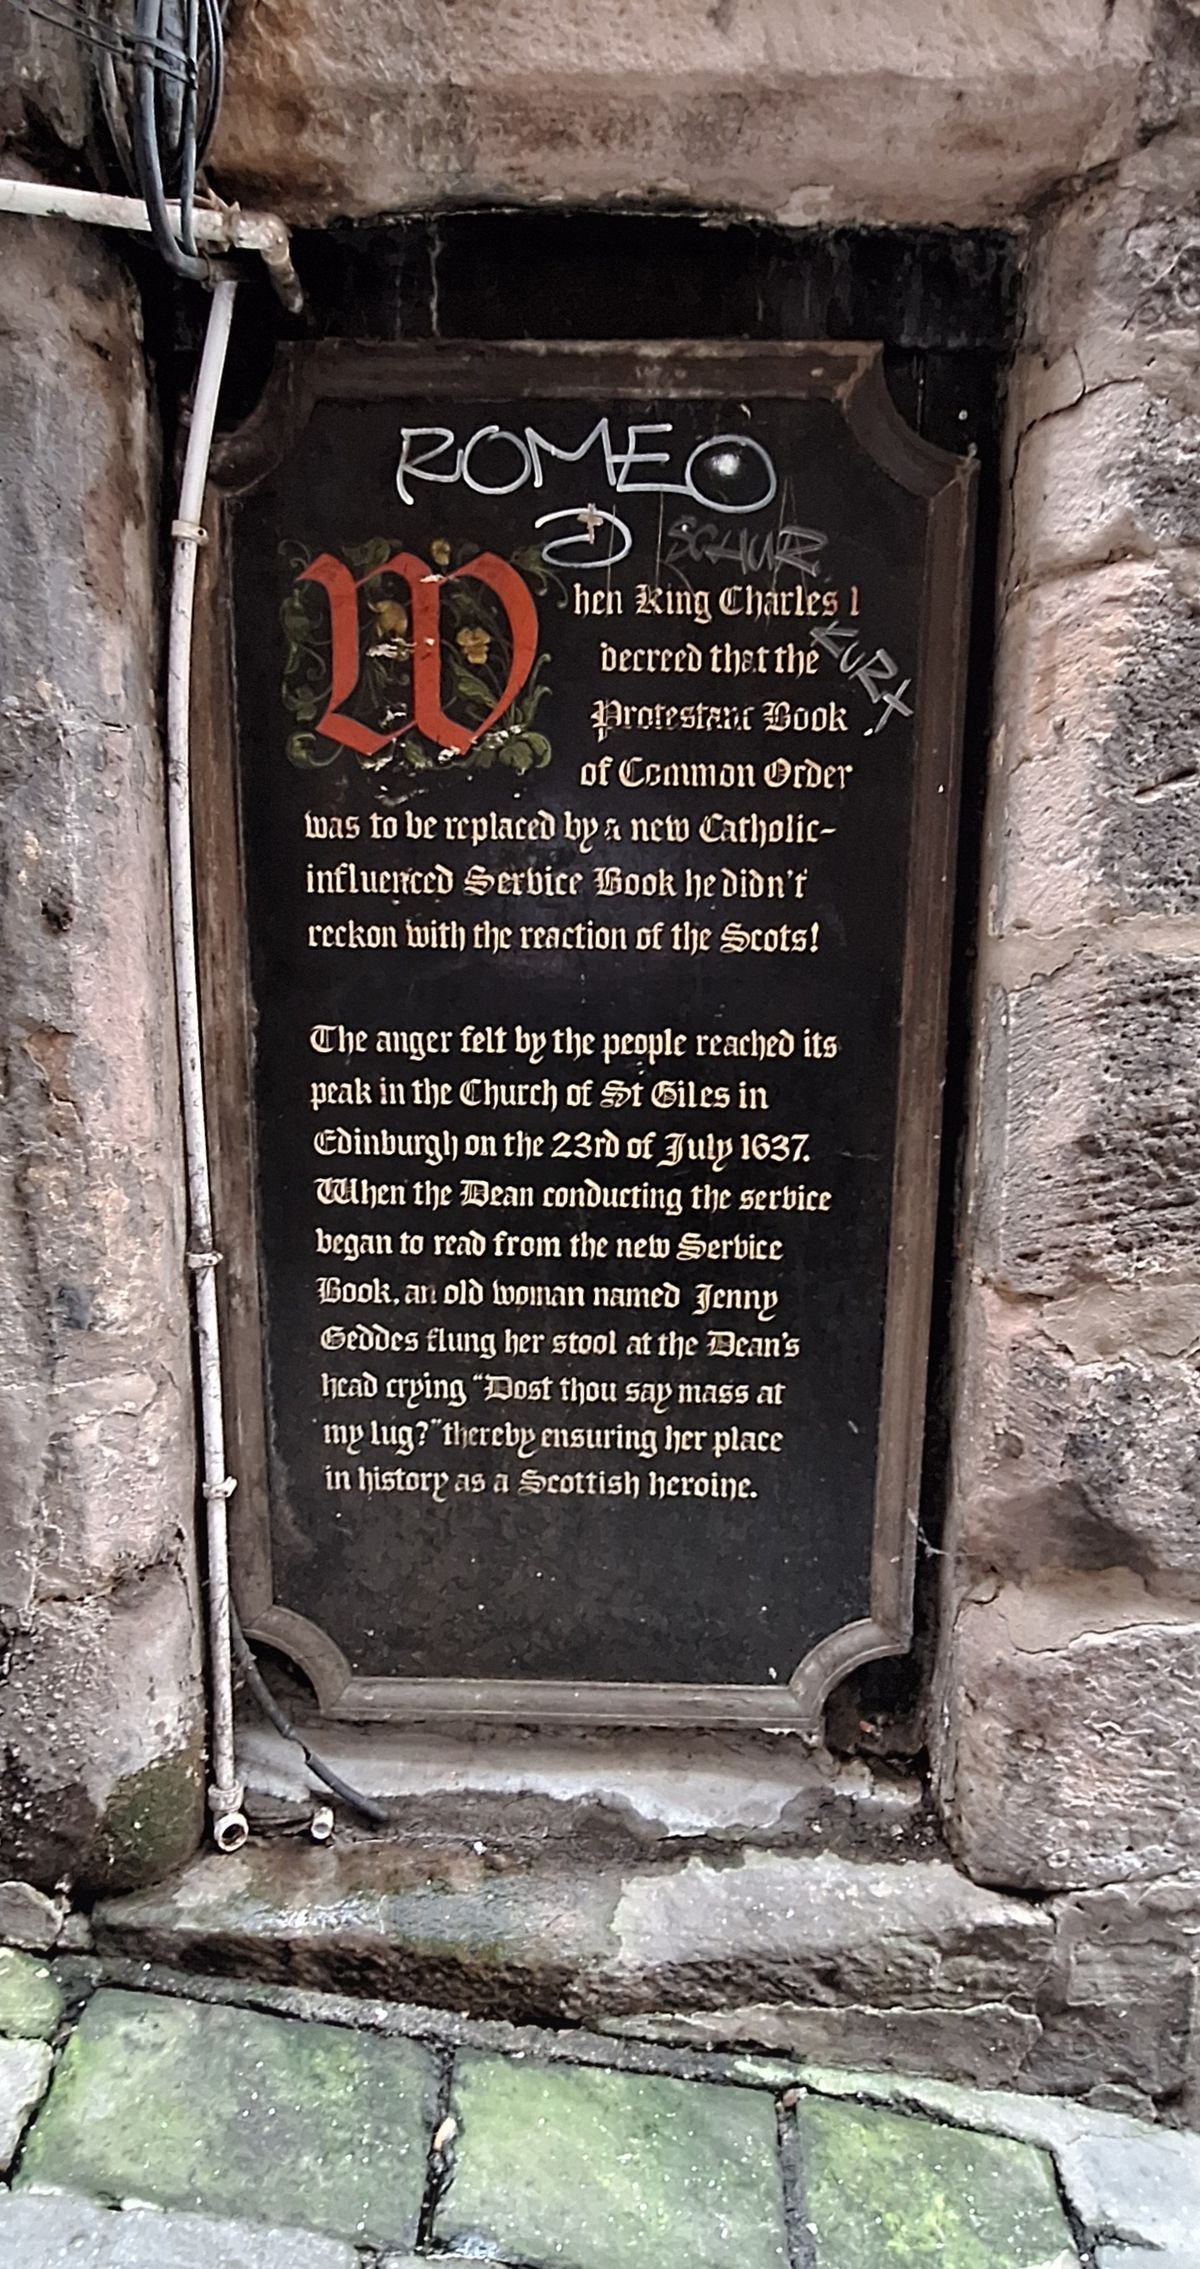 ROMEO
SCHUR
When King Charles I
KURT
decreed that the
Protestant Book
of Common Order
was to be replaced by a new Catholic-
influenced Service Book he didn't
reckon with the reaction of the Scots!
The anger felt by the people reached its
peak in the Church of St Giles in
Edinburgh on the 23rd of July 1637.
When the Dean conducting the service
began to read from the new Service
Book, an old woman named Jenny
Geddes flung her stool at the Dean's
head crying "Dost thou say mass at
my lug?" thereby ensuring her place
in history as a Scottish heroine.